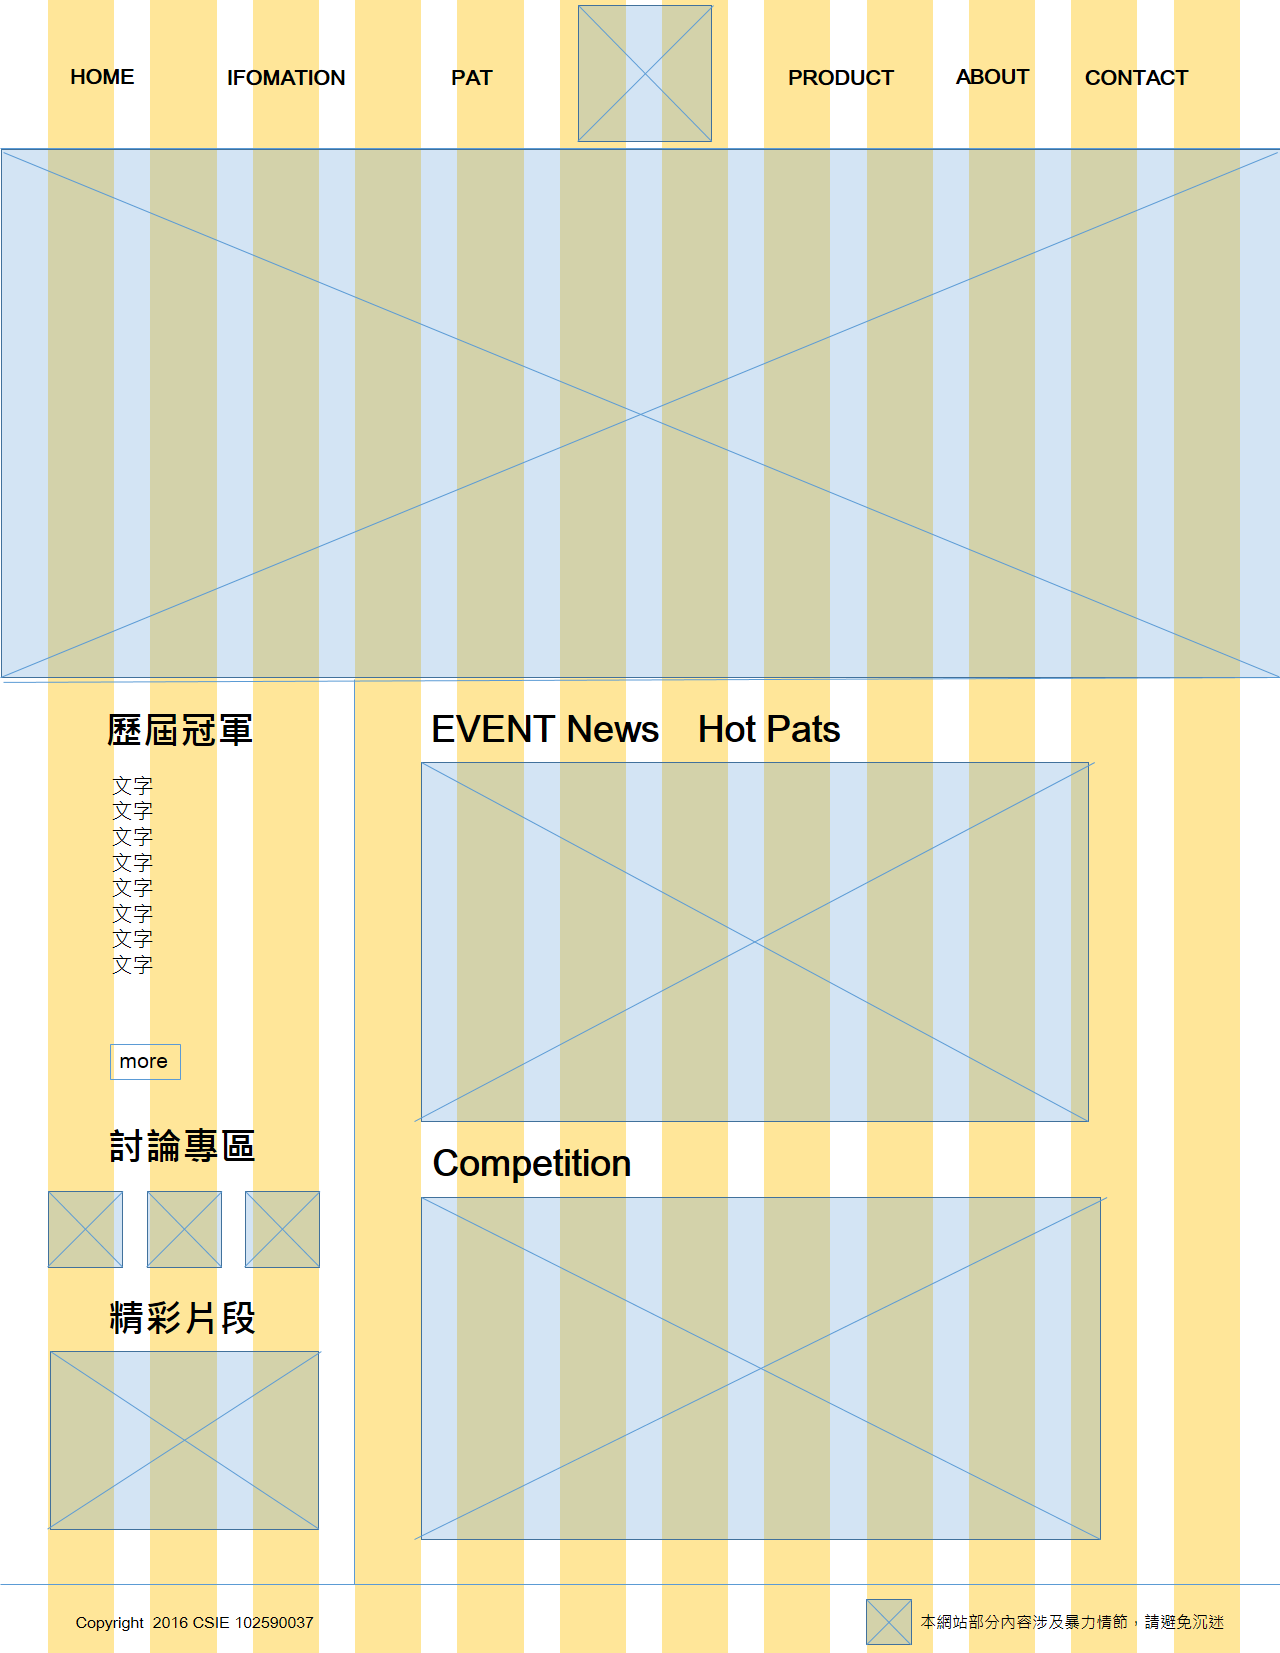 HOME IFOMATION PAT PRODUCT ABOUT CONTACT
歷屆冠軍
文字
文字
文字
文字
文字
文字
文字
文字
more
討論專區
精彩片段
EVENT News Hot Pats
Competition
Copyright 2016 CSIE 102590037
本網站部分內容涉及暴力情節，請避免沉迷